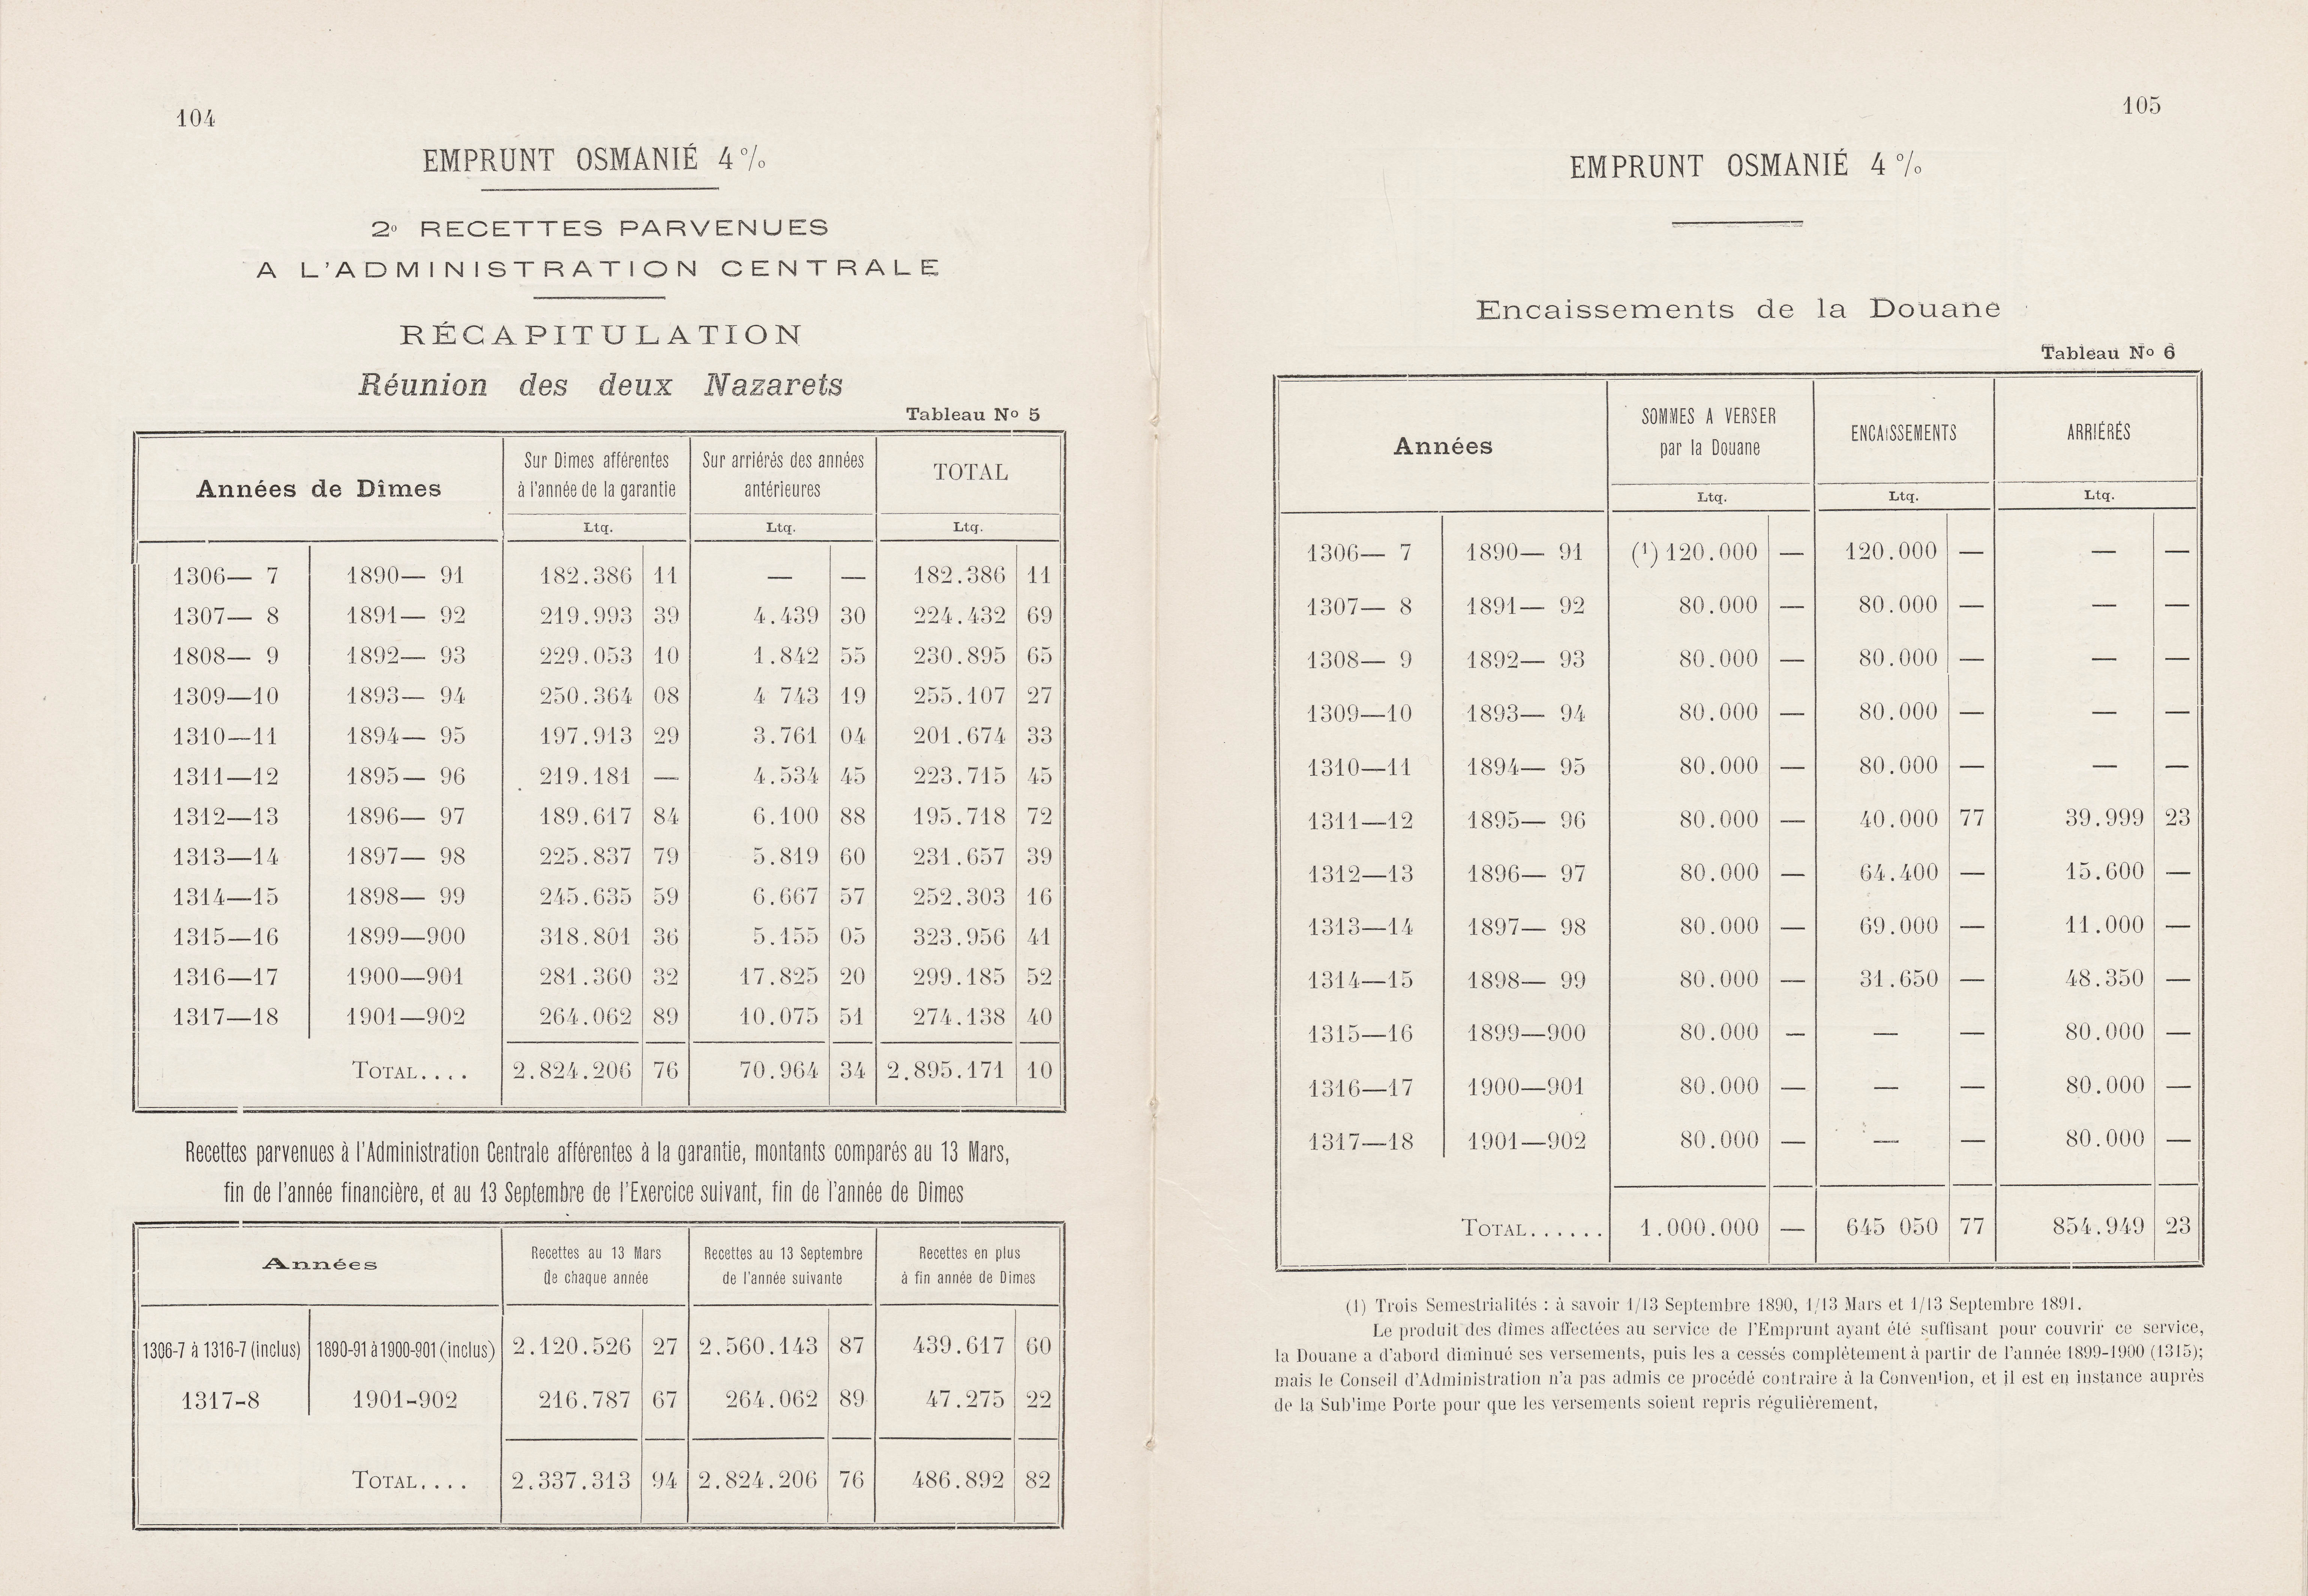 104
EMPRUNT OSMANIÉ 4 %
2º RECETTES PARVENUES
A L'ADMINISTRATION CENTRALE
RÉCAPITULATION
Réunion des deux Nazarets
Tableau Nº 5
Années de Dîmes | Sur Dimes afférentes à l'année de la garantie | Sur arriérés des années antérieures | TOTAL
Ltq. | Ltq. | Ltq.
1306— 7 | 1890— 91 | 182.386 | 11 | — | — | 182.386 | 11
1307— 8 | 1891— 92 | 219.993 | 39 | 4.439 | 30 | 224.432 | 69
1808— 9 | 1892— 93 | 229.053 | 10 | 1.842 | 55 | 230.895 | 65
1309—10 | 1893— 94 | 250.364 | 08 | 4 743 | 19 | 255.107 | 27
1310—11 | 1894— 95 | 197.913 | 29 | 3.761 | 04 | 201.674 | 33
1311—12 | 1895— 96 | 219.181 | — | 4.534 | 45 | 223.715 | 45
1312—13 | 1896— 97 | 189.617 | 84 | 6.100 | 88 | 195.718 | 72
1313—14 | 1897— 98 | 225.837 | 79 | 5.819 | 60 | 231.657 | 39
1314—15 | 1898— 99 | 245.635 | 59 | 6.667 | 57 | 252.303 | 16
1315—16 | 1899—900 | 318.801 | 36 | 5.155 | 05 | 323.956 | 41
1316—17 | 1900—901 | 281.360 | 32 | 17.825 | 20 | 299.185 | 52
1317—18 | 1901—902 | 264.062 | 89 | 10.075 | 51 | 274.138 | 40
TOTAL.... | 2.824.206 | 76 | 70.964 | 34 | 2.895.171 | 10
Recettes parvenues à l'Administration Centrale afférentes à la garantie, montants comparés au 13 Mars,
fin de l'année financière, et au 13 Septembre de l'Exercice suivant, fin de l'année de Dimes
Années | Recettes au 13 Mars de chaque année | Recettes au 13 Septembre de l'année suivante | Recettes en plus à fin année de Dimes
1306-7 à 1316-7 (inclus) | 1890-91 à 1900-901 (inclus) | 2.120.526 | 27 | 2.560.143 | 87 | 439.617 | 60
1317-8 | 1901-902 | 216.787 | 67 | 264.062 | 89 | 47.275 | 22
TOTAL.... | 2.337.313 | 94 | 2.824.206 | 76 | 486.892 | 82
105
EMPRUNT OSMANIÉ 4 %
Encaissements de la Douane
Tableau Nº 6
Années | SOMMES A VERSER par la Douane | ENCAISSEMENTS | ARRIÉRÉS
Ltq. | Ltq. | Ltq.
1306— 7 | 1890— 91 | (1) 120.000 | — | 120.000 | — | — | —
1307— 8 | 1891— 92 | 80.000 | — | 80.000 | — | — | —
1308— 9 | 1892— 93 | 80.000 | — | 80.000 | — | — | —
1309—10 | 1893— 94 | 80.000 | — | 80.000 | — | — | —
1310—11 | 1894— 95 | 80.000 | — | 80.000 | — | — | —
1311—12 | 1895— 96 | 80.000 | — | 40.000 | 77 | 39.999 | 23
1312—13 | 1896— 97 | 80.000 | — | 64.400 | — | 15.600 | —
1313—14 | 1897— 98 | 80.000 | — | 69.000 | — | 11.000 | —
1314—15 | 1898— 99 | 80.000 | — | 31.650 | — | 48.350 | —
1315—16 | 1899—900 | 80.000 | — | — | — | 80.000 | —
1316—17 | 1900—901 | 80.000 | — | — | — | 80.000 | —
1317—18 | 1901—902 | 80.000 | — | — | — | 80.000 | —
TOTAL...... | 1.000.000 | — | 645 050 | 77 | 854.949 | 23
(1) Trois Semestrialités : à savoir 1/13 Septembre 1890, 1/13 Mars et 1/13 Septembre 1891.
Le produit des dîmes affectées au service de l'Emprunt ayant été suffisant pour couvrir ce service,
la Douane a d'abord diminué ses versements, puis les a cessés complètement à partir de l'année 1899-1900 (1315);
mais le Conseil d'Administration n'a pas admis ce procédé contraire à la Convention, et il est en instance auprès
de la Sub'ime Porte pour que les versements soient repris régulièrement.